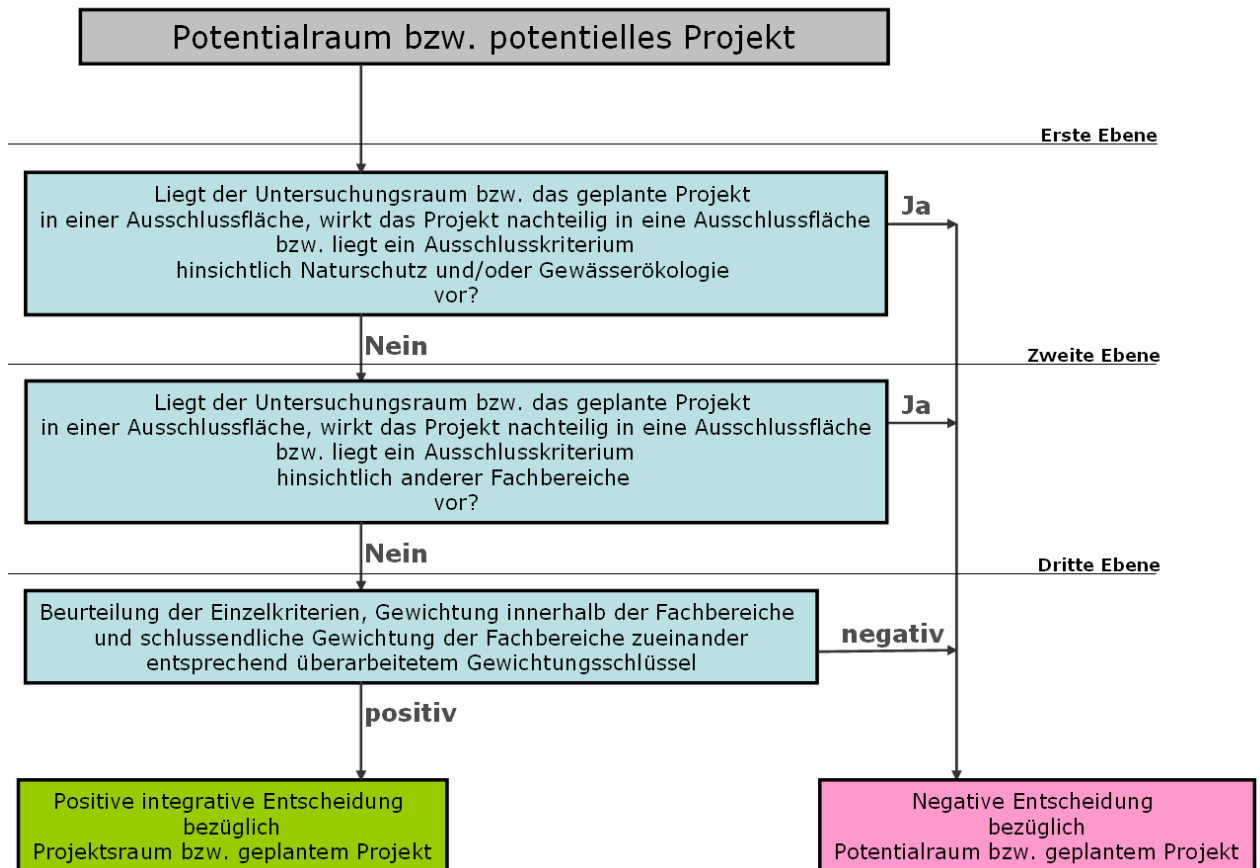 Potentialraum bzw. potentielles Projekt
Erste Ebene
Liegt der Untersuchungsraum bzw. das geplante Projekt
in einer Ausschlussfläche, wirkt das Projekt nachteilig in eine Ausschlussfläche
bzw. liegt ein Ausschlusskriterium
hinsichtlich Naturschutz und/oder Gewässerökologie
vor?
Ja
Nein
Zweite Ebene
Liegt der Untersuchungsraum bzw. das geplante Projekt
in einer Ausschlussfläche, wirkt das Projekt nachteilig in eine Ausschlussfläche
bzw. liegt ein Ausschlusskriterium
hinsichtlich anderer Fachbereiche
vor?
Ja
Nein
Dritte Ebene
Beurteilung der Einzelkriterien, Gewichtung innerhalb der Fachbereiche
und schlussendliche Gewichtung der Fachbereiche zueinander
entsprechend überarbeitetem Gewichtungsschlüssel
negativ
positiv
Positive integrative Entscheidung
bezüglich
Projektsraum bzw. geplantem Projekt
Negative Entscheidung
bezüglich
Potentialraum bzw. geplantem Projekt